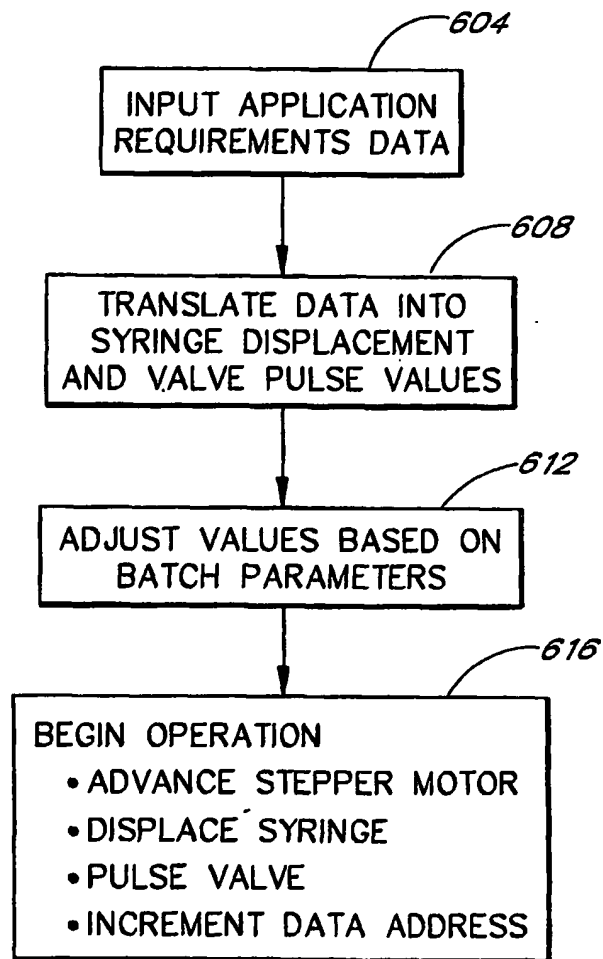 604
INPUT APPLICATION
REQUIREMENTS DATA
608
TRANSLATE DATA INTO
SYRINGE DISPLACEMENT
AND VALVE PULSE VALUES
612
ADJUST VALUES BASED ON
BATCH PARAMETERS
616
BEGIN OPERATION
• ADVANCE STEPPER MOTOR
• DISPLACE SYRINGE
• PULSE VALVE
• INCREMENT DATA ADDRESS